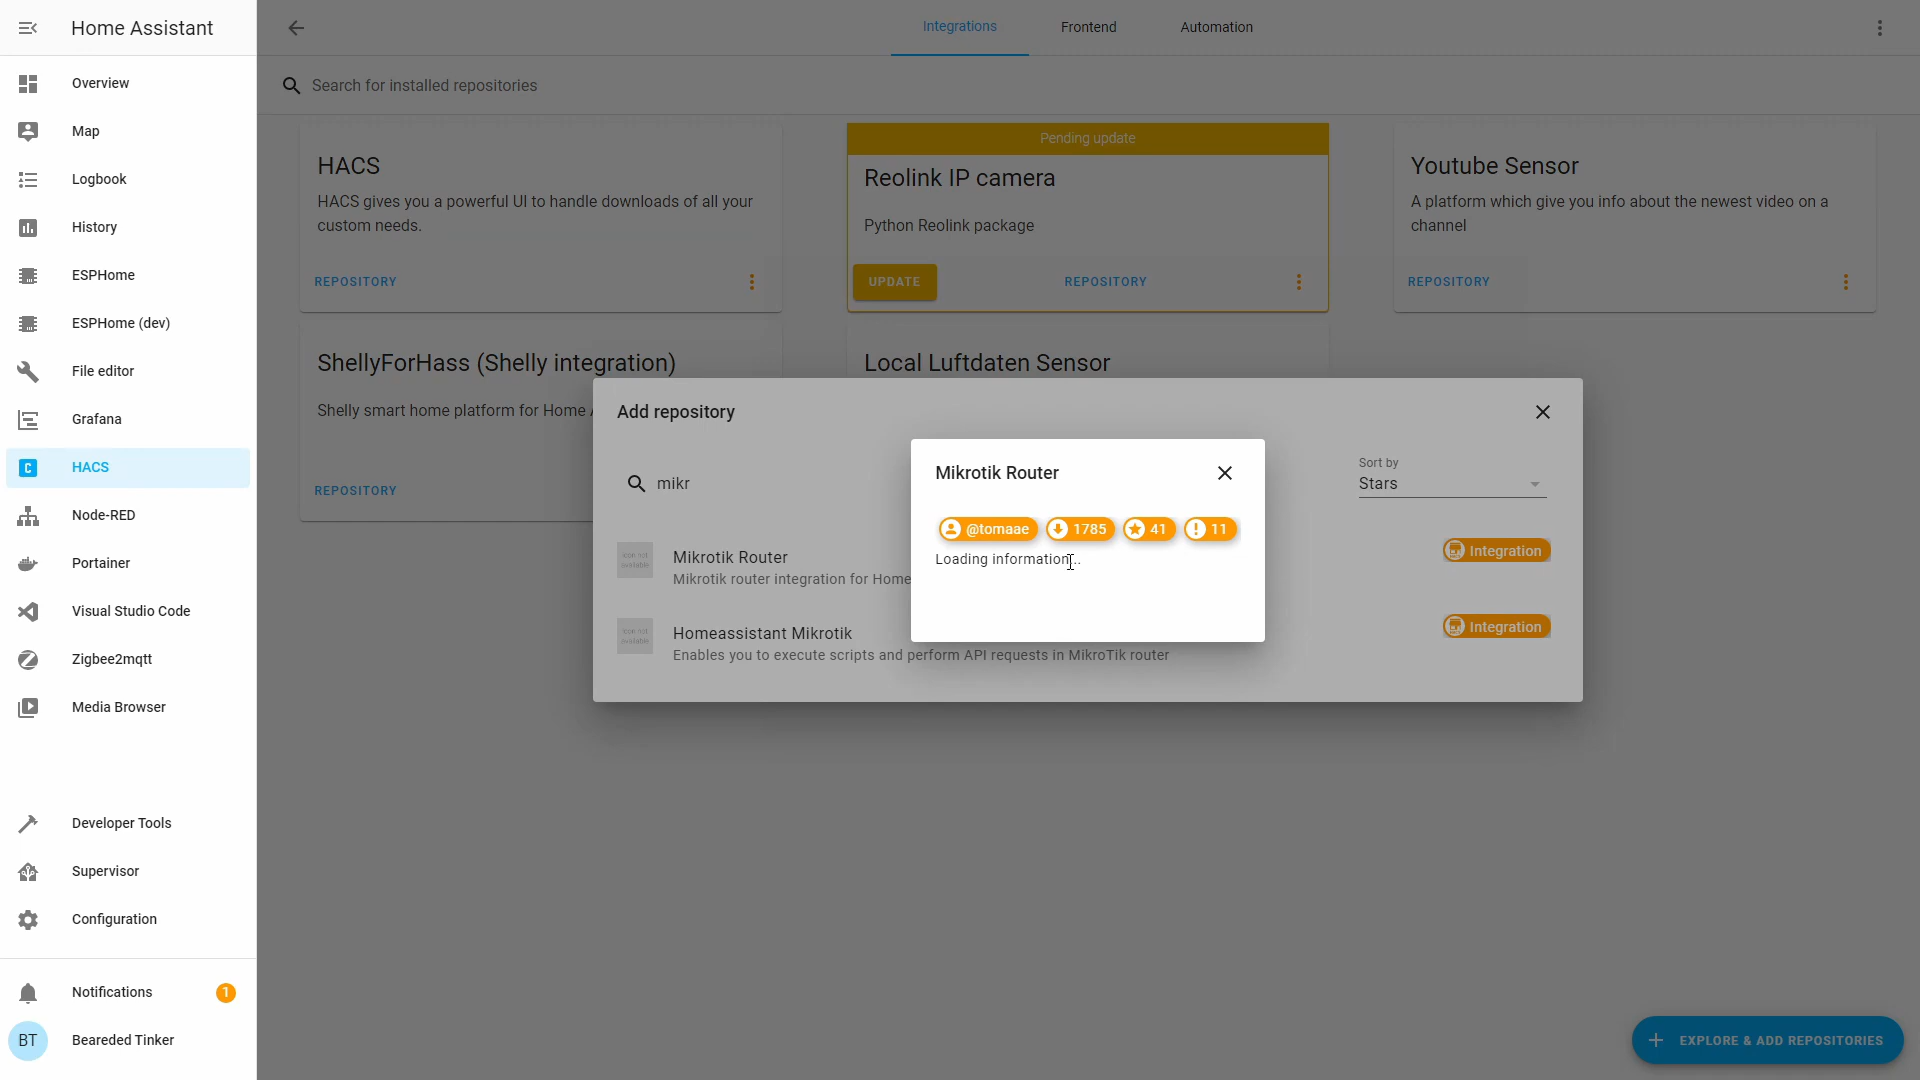 Home Assistant
Overview
Map
Logbook
History
ESPHome
ESPHome (dev)
File editor
Grafana
C HACS
Node-RED
Portainer
Visual Studio Code
Zigbee2mqtt
Media Browser
Developer Tools
Supervisor
Configuration
Notifications 1
BT Beareded Tinker
Integrations Frontend Automation
Search for installed repositories
HACS
HACS gives you a powerful UI to handle downloads of all your
custom needs.
REPOSITORY
Pending update
Reolink IP camera
Python Reolink package
UPDATE REPOSITORY
Youtube Sensor
A platform which give you info about the newest video on a
channel
REPOSITORY
ShellyForHass (Shelly integration)
Shelly smart home platform for Home
REPOSITORY
Local Luftdaten Sensor
Add repository
mikr
Sort by
Stars
icon not
available
Mikrotik Router
Mikrotik router integration for Home
Integration
icon not
available
Homeassistant Mikrotik
Enables you to execute scripts and perform API requests in MikroTik router
Integration
Mikrotik Router
@tomaae 1785 41 11
Loading information...
EXPLORE & ADD REPOSITORIES